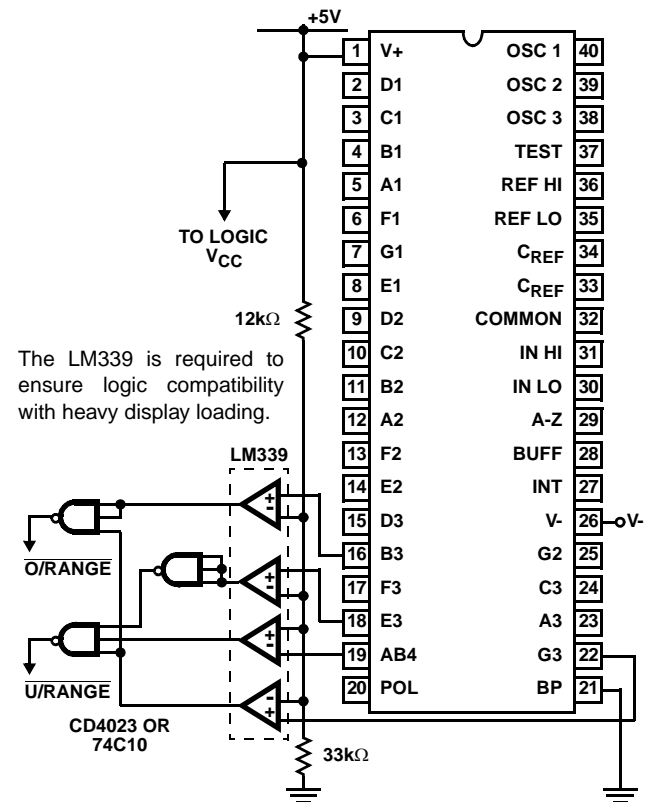 +5V
1 V+ OSC 1 40
2 D1 OSC 2 39
3 C1 OSC 3 38
4 B1 TEST 37
5 A1 REF HI 36
6 F1 REF LO 35
TO LOGIC
VCC
7 G1 CREF 34
8 E1 CREF 33
12kΩ
9 D2 COMMON 32
10 C2 IN HI 31
11 B2 IN LO 30
12 A2 A-Z 29
13 F2 BUFF 28
14 E2 INT 27
15 D3 V- 26 V-
16 B3 G2 25
17 F3 C3 24
18 E3 A3 23
19 AB4 G3 22
20 POL BP 21
The LM339 is required to
ensure logic compatibility
with heavy display loading.
LM339
+
-
+
-
+
-
-
+
O/RANGE
U/RANGE
CD4023 OR
74C10
33kΩ